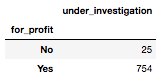 under_investigation
for_profit
No 25
Yes 754